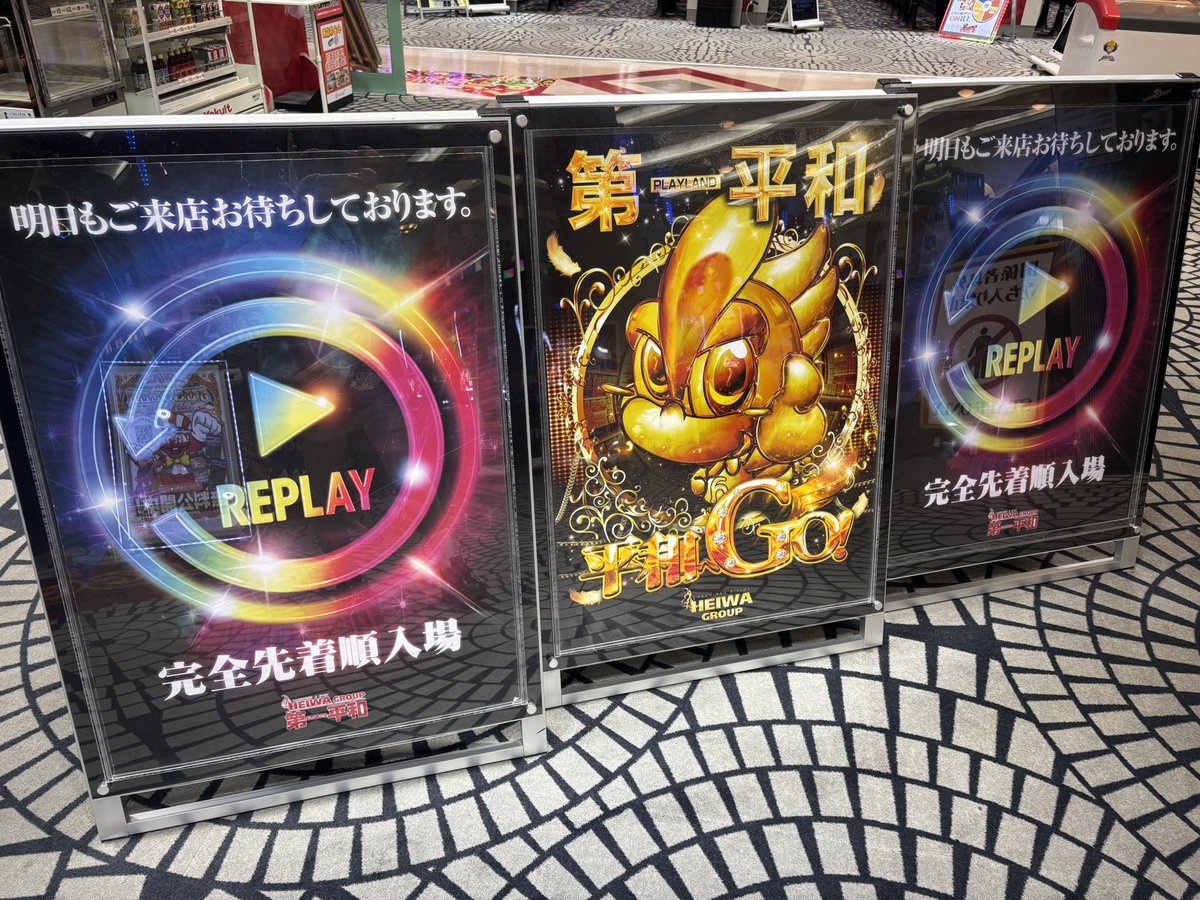 明日もご来店お待ちしております。
REPLAY
完全先着順入場
HEIWA GROUP
第一平和
第一平和
PLAYLAND
平和GO!
HEIWA
GROUP
明日もご来店お待ちしております。
REPLAY
完全先着順入場
HEIWA GROUP
第一平和
Yakult